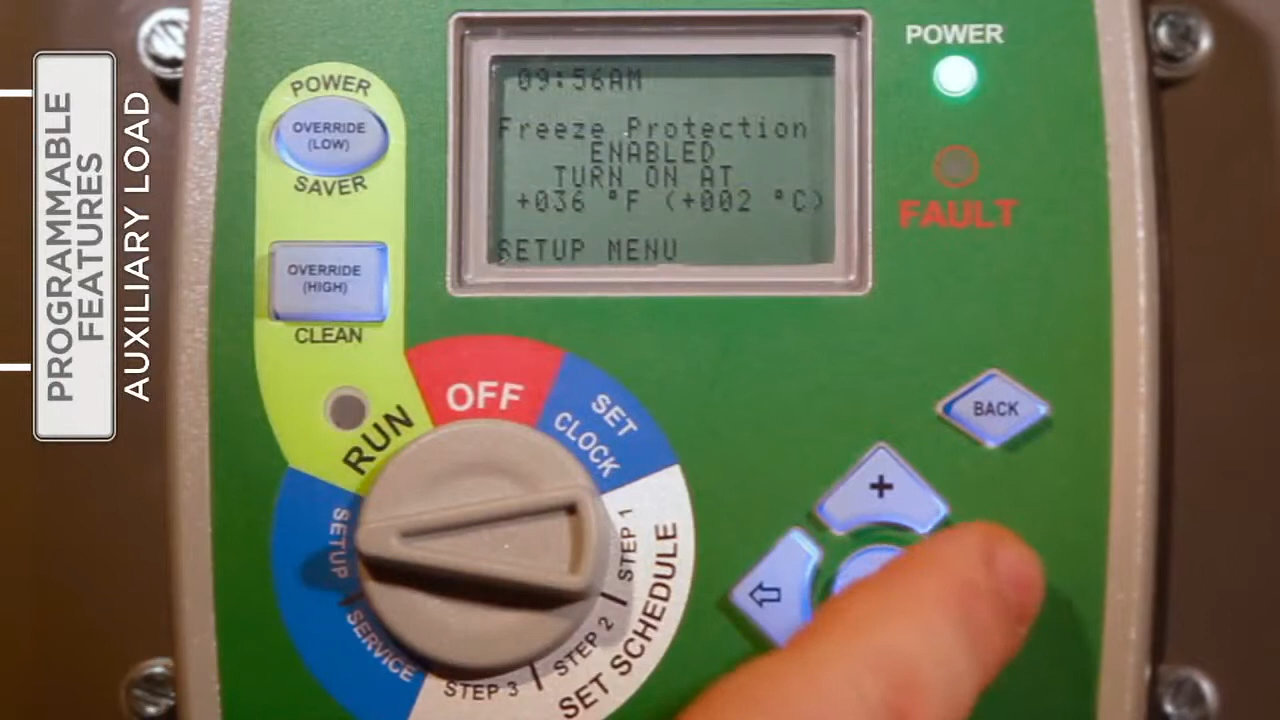 PROGRAMMABLE
FEATURES
AUXILIARY LOAD
POWER
OVERRIDE
(LOW)
SAVER
OVERRIDE
(HIGH)
CLEAN
09:56AM
Freeze Protection
ENABLED
TURN ON AT
+036 °F (+002 °C)
SETUP MENU
POWER
FAULT
RUN
OFF
SET
CLOCK
SETUP
SERVICE
STEP 1
STEP 2
STEP 3
SET SCHEDULE
BACK
+